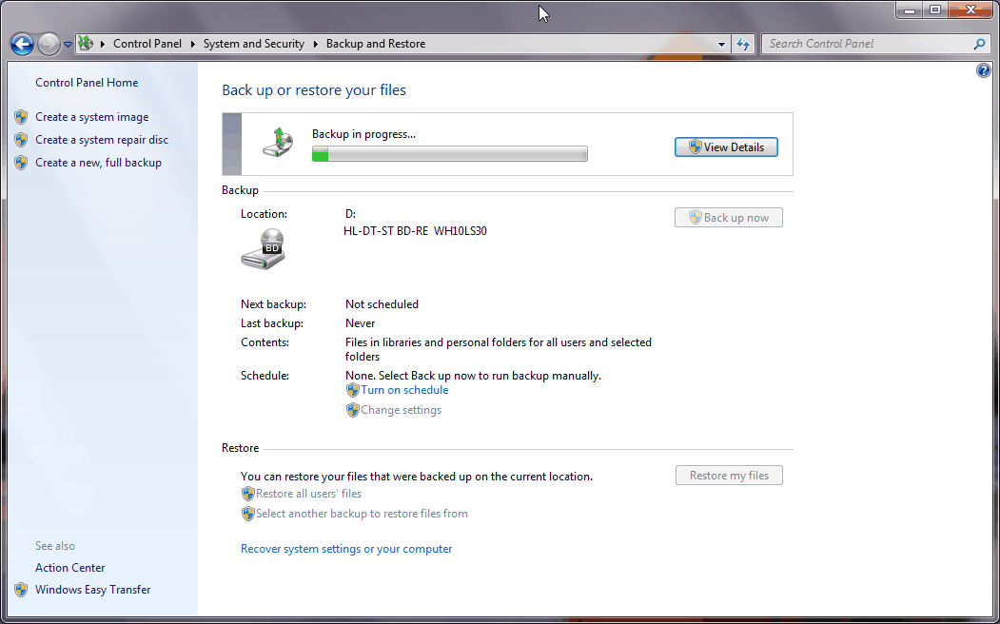 Control Panel System and Security Backup and Restore Search Control Panel
Control Panel Home
Create a system image
Create a system repair disc
Create a new, full backup
Back up or restore your files
Backup in progress...
View Details
Backup
Location: D:
HL-DT-ST BD-RE WH10LS30
BD
Back up now
Next backup: Not scheduled
Last backup: Never
Contents: Files in libraries and personal folders for all users and selected
folders
Schedule: None. Select Back up now to run backup manually.
Turn on schedule
Change settings
Restore
You can restore your files that were backed up on the current location.
Restore my files
Restore all users' files
Select another backup to restore files from
Recover system settings or your computer
See also
Action Center
Windows Easy Transfer